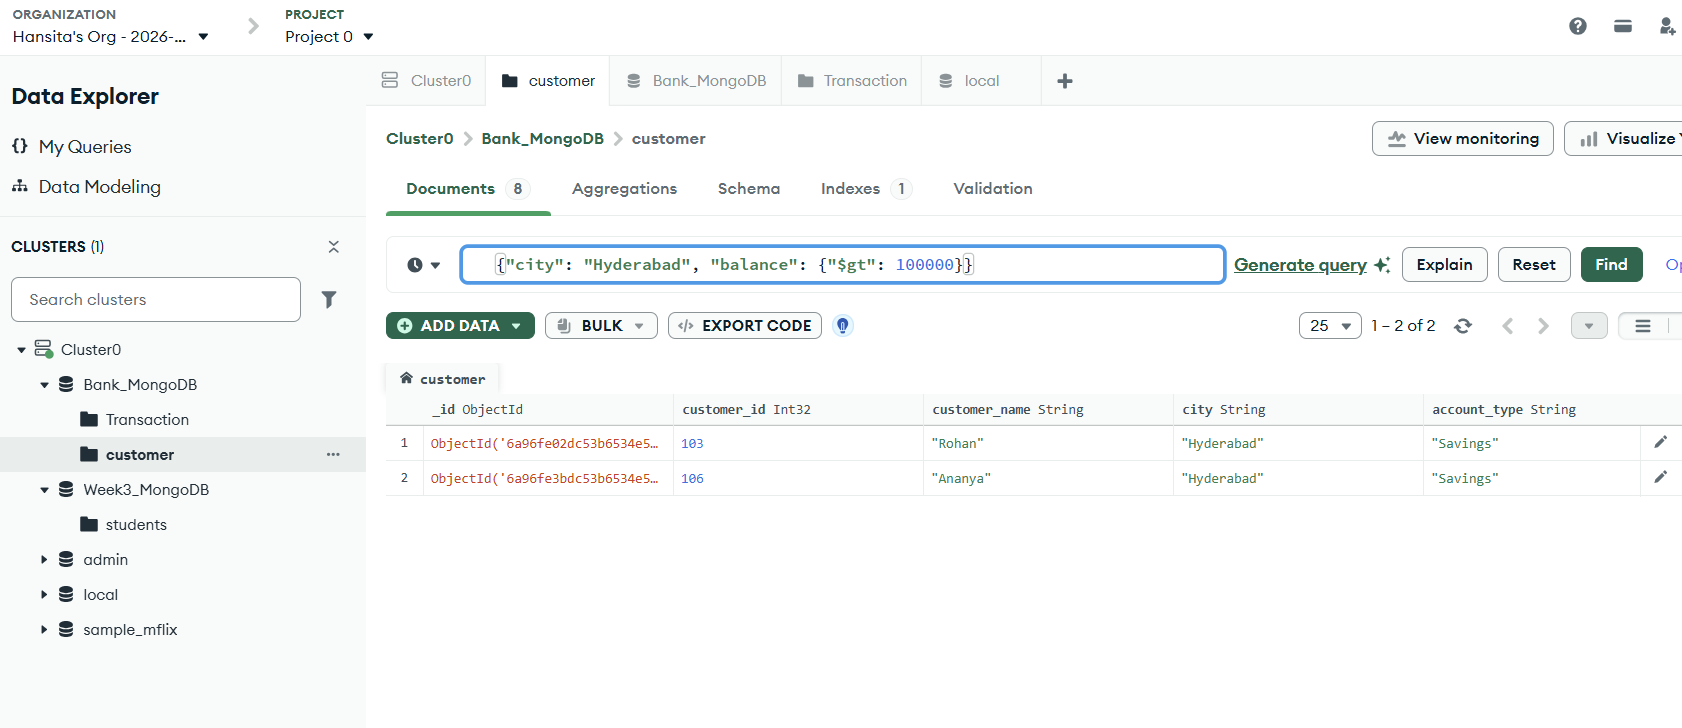 ORGANIZATION
Hansita's Org - 2026-...
PROJECT
Project 0
Data Explorer
My Queries
Data Modeling
CLUSTERS (1)
Search clusters
Cluster0
Bank_MongoDB
Transaction
customer
Week3_MongoDB
students
admin
local
sample_mflix
Cluster0
customer
Bank_MongoDB
Transaction
local
Cluster0 > Bank_MongoDB > customer
View monitoring
Visualize Y
Documents 8
Aggregations
Schema
Indexes 1
Validation
{"city": "Hyderabad", "balance": {"$gt": 100000}}
Generate query
Explain
Reset
Find
Op
ADD DATA
BULK
EXPORT CODE
25
1 – 2 of 2
customer
_id ObjectId customer_id Int32 customer_name String city String account_type String
1 ObjectId('6a96fe02dc53b6534e5… 103 "Rohan" "Hyderabad" "Savings"
2 ObjectId('6a96fe3bdc53b6534e5… 106 "Ananya" "Hyderabad" "Savings"